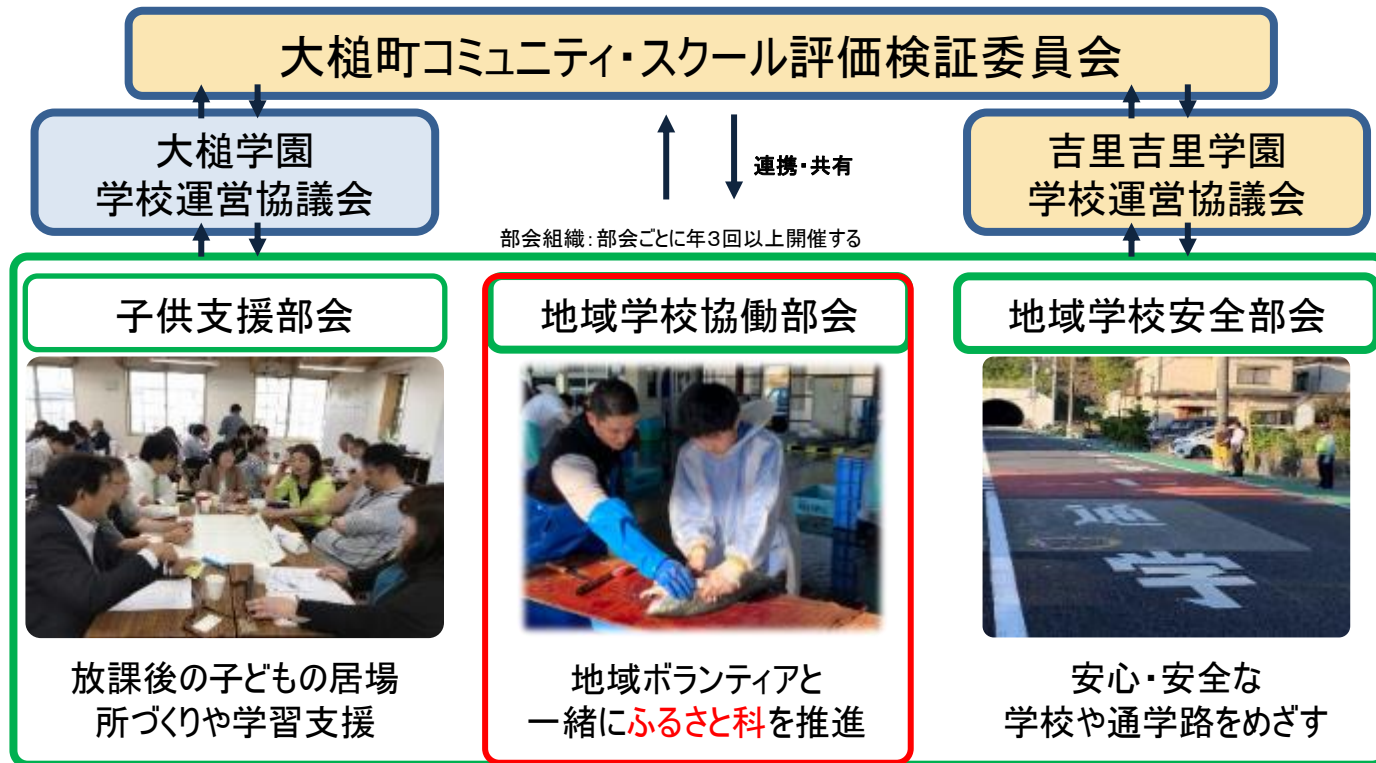 大槌町コミュニティ・スクール評価検証委員会
大槌学園
学校運営協議会
連携・共有
吉里吉里学園
学校運営協議会
部会組織：部会ごとに年３回以上開催する
子供支援部会
地域学校協働部会
地域学校安全部会
通
学
放課後の子どもの居場
所づくりや学習支援
地域ボランティアと
一緒にふるさと科を推進
安心・安全な
学校や通学路をめざす